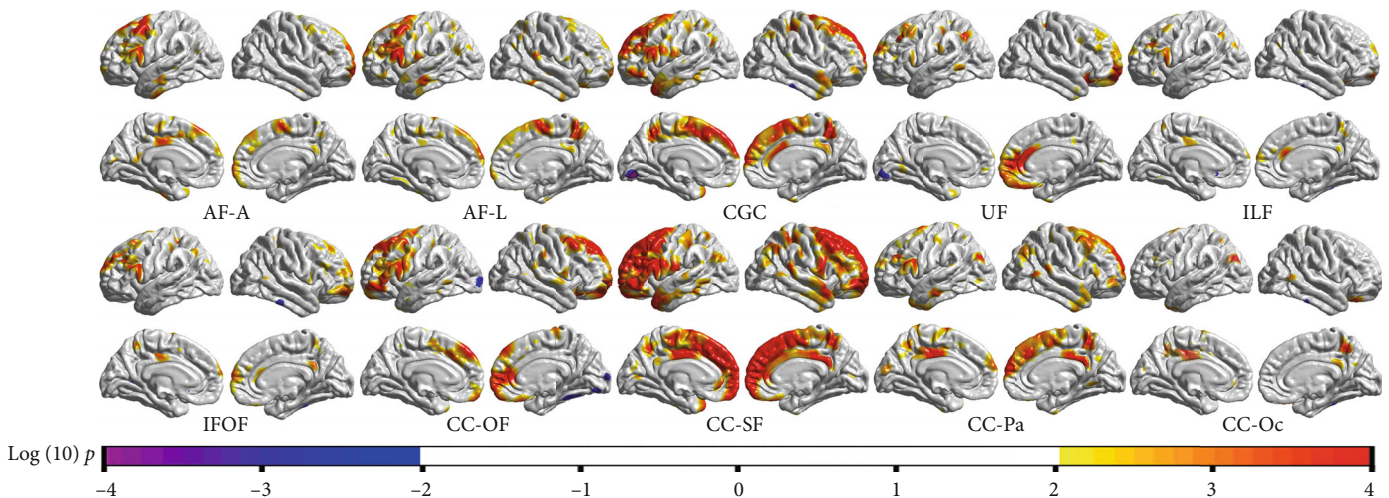 AF-A AF-L CGC UF ILF
IFOF CC-OF CC-SF CC-Pa CC-Oc
Log (10) p
−4 −3 −2 −1 0 1 2 3 4